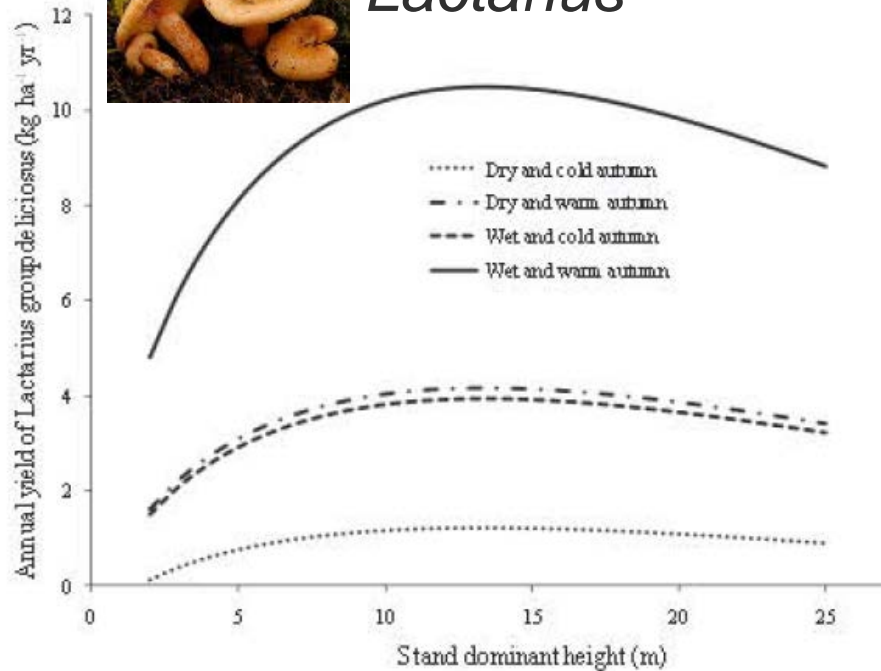 Lactarius
Annual yield of Lactarius group deliciosus (kg ha⁻¹ yr⁻¹)
12
10
8
6
4
2
0
Dry and cold autumn
Dry and warm autumn
Wet and cold autumn
Wet and warm autumn
0 5 10 15 20 25
Stand dominant height (m)